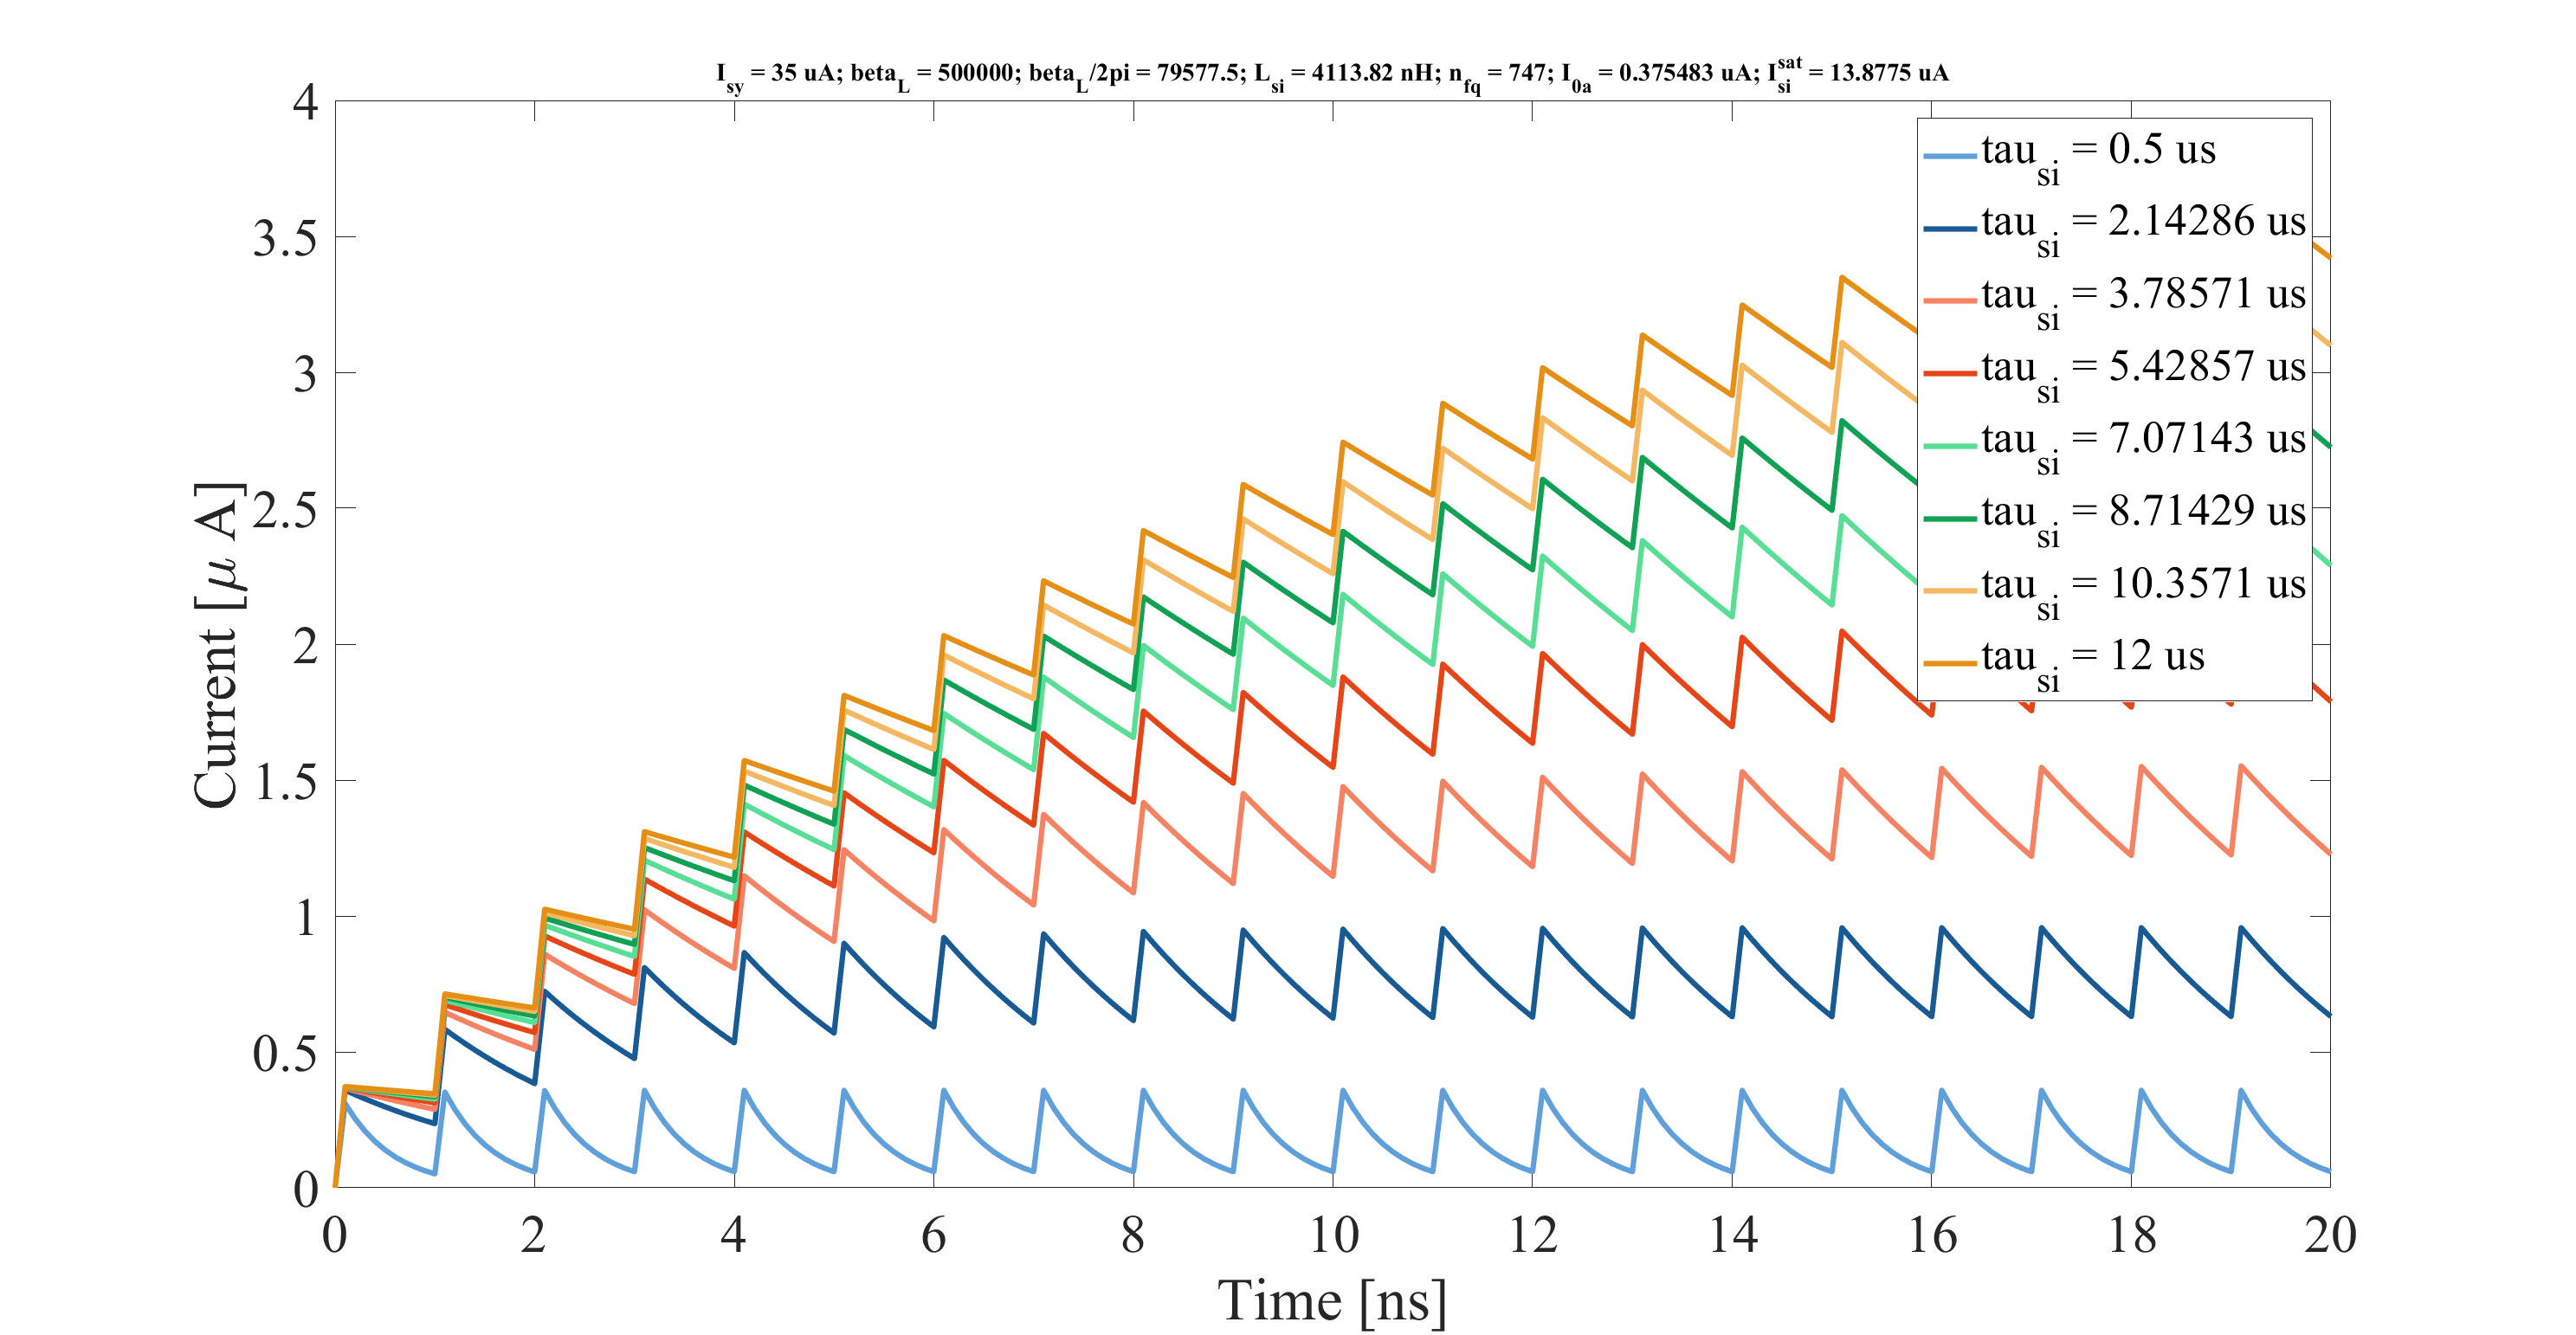 I_sy = 35 uA; beta_L = 500000; beta_L/2pi = 79577.5; L_si = 4113.82 nH; n_fq = 747; I_0a = 0.375483 uA; I_si^sat = 13.8775 uA
4
3.5
3
2.5
2
1.5
1
0.5
0
Current [μ A]
tau_si = 0.5 us
tau_si = 2.14286 us
tau_si = 3.78571 us
tau_si = 5.42857 us
tau_si = 7.07143 us
tau_si = 8.71429 us
tau_si = 10.3571 us
tau_si = 12 us
0 2 4 6 8 10 12 14 16 18 20
Time [ns]